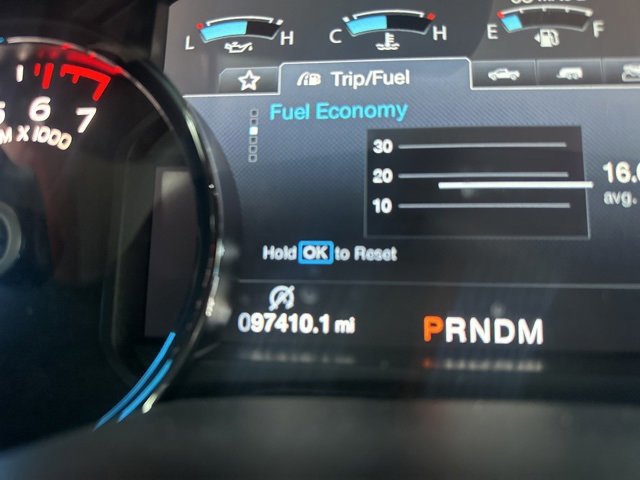 L H C H E F
Trip/Fuel
5 6 7
Fuel Economy
X 1000
30
20
10
16.
avg.
Hold OK to Reset
097410.1 mi
PRNDM